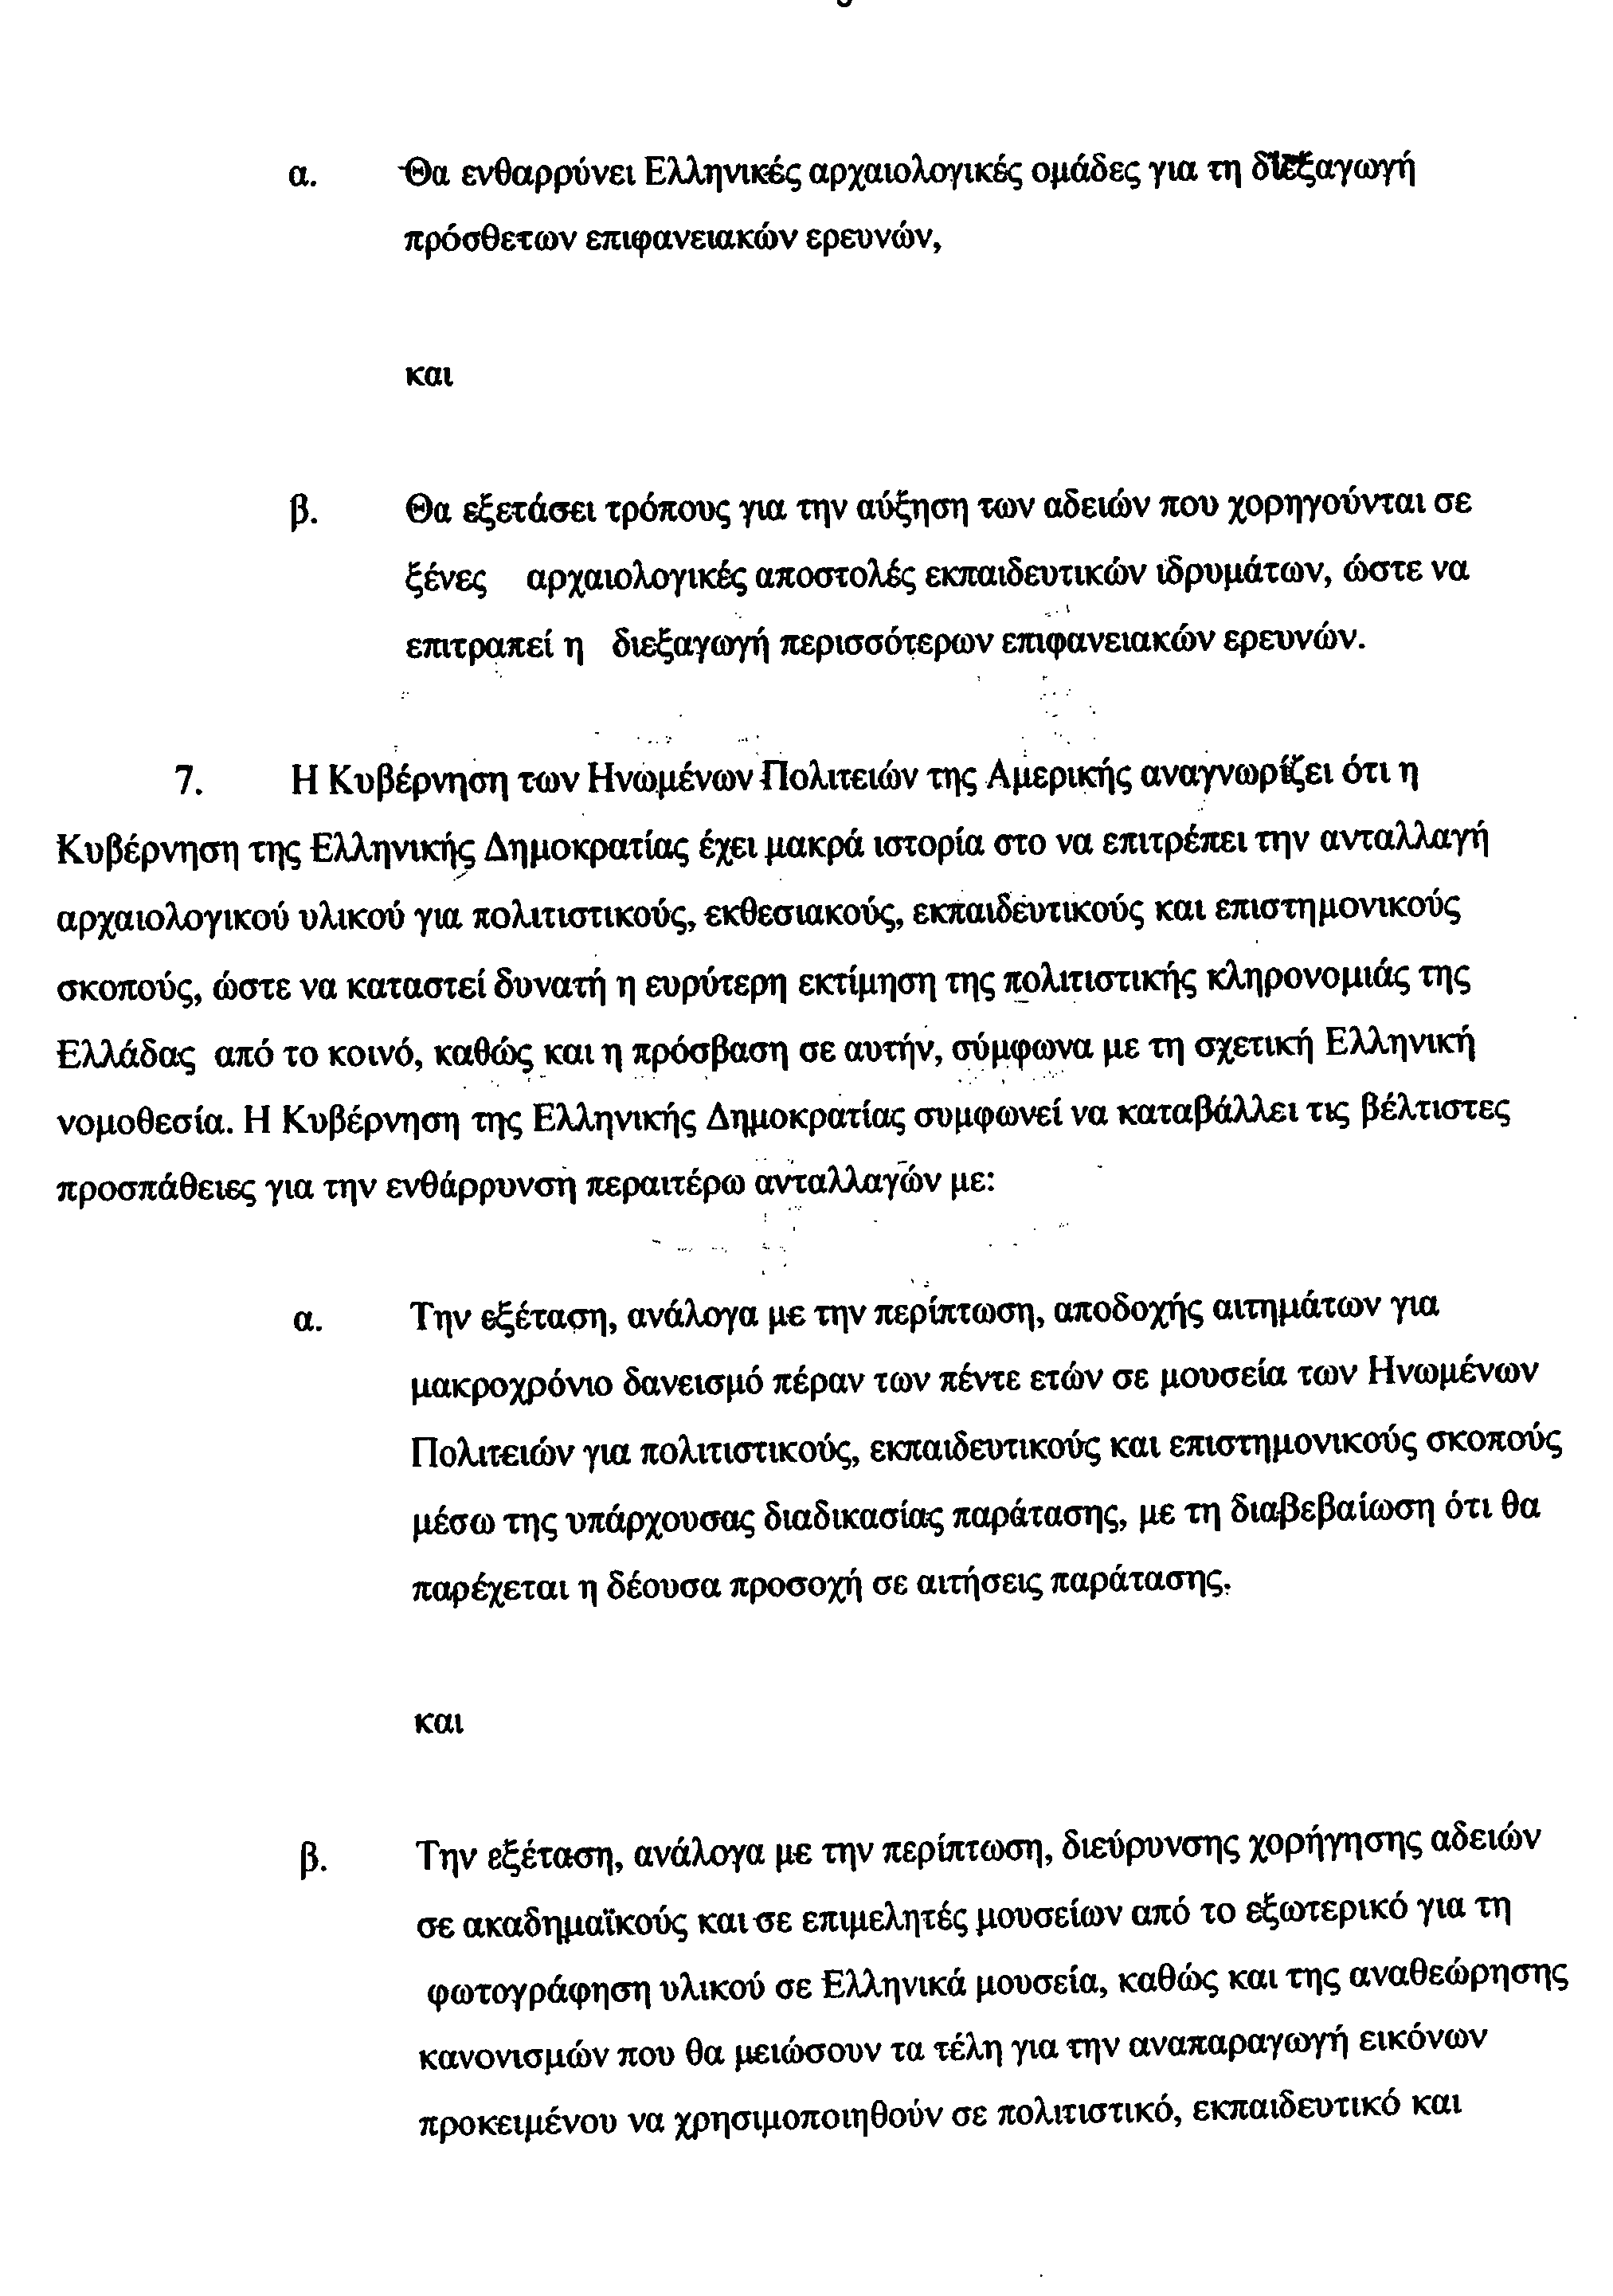 α. Θα ενθαρρύνει Ελληνικές αρχαιολογικές ομάδες για τη διεξαγωγή
πρόσθετων επιφανειακών ερευνών,
και
β. Θα εξετάσει τρόπους για την αύξηση των αδειών που χορηγούνται σε
ξένες αρχαιολογικές αποστολές εκπαιδευτικών ιδρυμάτων, ώστε να
επιτραπεί η διεξαγωγή περισσότερων επιφανειακών ερευνών.
7. Η Κυβέρνηση των Ηνωμένων Πολιτειών της Αμερικής αναγνωρίζει ότι η
Κυβέρνηση της Ελληνικής Δημοκρατίας έχει μακρά ιστορία στο να επιτρέπει την ανταλλαγή
αρχαιολογικού υλικού για πολιτιστικούς, εκθεσιακούς, εκπαιδευτικούς και επιστημονικούς
σκοπούς, ώστε να καταστεί δυνατή η ευρύτερη εκτίμηση της πολιτιστικής κληρονομιάς της
Ελλάδας από το κοινό, καθώς και η πρόσβαση σε αυτήν, σύμφωνα με τη σχετική Ελληνική
νομοθεσία. Η Κυβέρνηση της Ελληνικής Δημοκρατίας συμφωνεί να καταβάλλει τις βέλτιστες
προσπάθειες για την ενθάρρυνση περαιτέρω ανταλλαγών με:
α. Την εξέταση, ανάλογα με την περίπτωση, αποδοχής αιτημάτων για
μακροχρόνιο δανεισμό πέραν των πέντε ετών σε μουσεία των Ηνωμένων
Πολιτειών για πολιτιστικούς, εκπαιδευτικούς και επιστημονικούς σκοπούς
μέσω της υπάρχουσας διαδικασίας παράτασης, με τη διαβεβαίωση ότι θα
παρέχεται η δέουσα προσοχή σε αιτήσεις παράτασης.
και
β. Την εξέταση, ανάλογα με την περίπτωση, διεύρυνσης χορήγησης αδειών
σε ακαδημαϊκούς και σε επιμελητές μουσείων από το εξωτερικό για τη
φωτογράφηση υλικού σε Ελληνικά μουσεία, καθώς και της αναθεώρησης
κανονισμών που θα μειώσουν τα τέλη για την αναπαραγωγή εικόνων
προκειμένου να χρησιμοποιηθούν σε πολιτιστικό, εκπαιδευτικό και